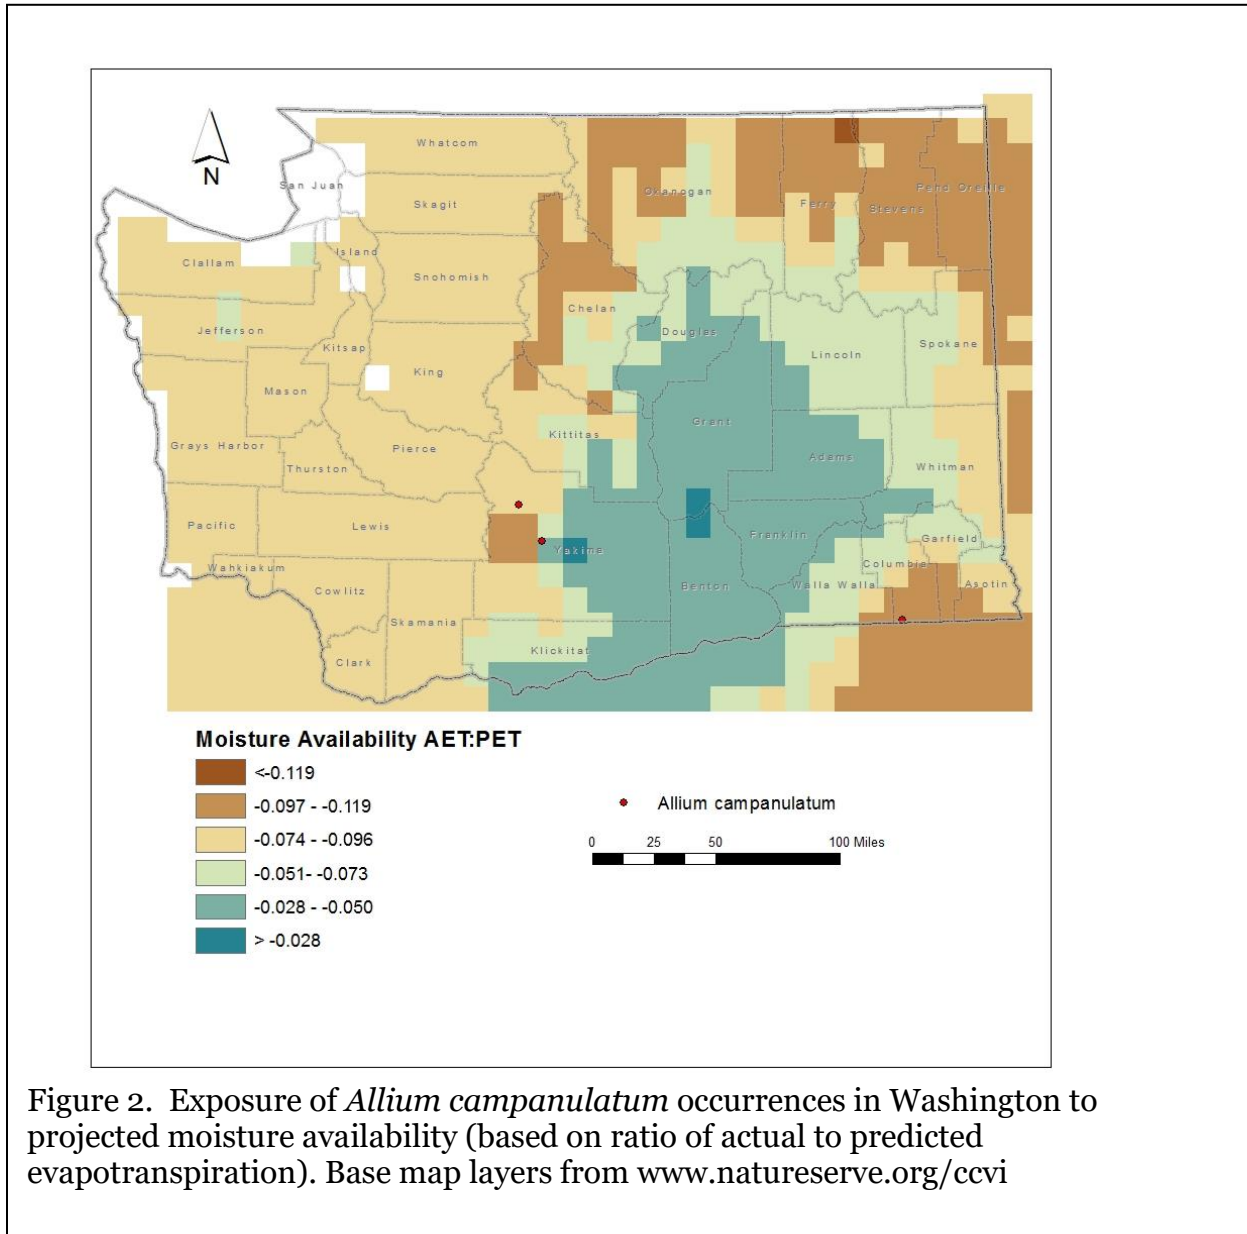 N
Whatcom
San Juan
Okanogan
Pend Oreille
Skagit
Ferry
Stevens
Island
Clallam
Snohomish
Chelan
Jefferson
Douglas
Kitsap
Lincoln
Spokane
King
Mason
Grant
Kittitas
Grays Harbor
Pierce
Adams
Thurston
Whitman
Pacific
Lewis
Franklin
Garfield
Yakima
Wahkiakum
Columbia
Cowlitz
Benton
Walla Walla
Asotin
Skamania
Klickitat
Clark
Moisture Availability AET:PET
<-0.119
-0.097 - -0.119
-0.074 - -0.096
-0.051- -0.073
-0.028 - -0.050
> -0.028
Allium campanulatum
0 25 50 100 Miles
Figure 2. Exposure of Allium campanulatum occurrences in Washington to
projected moisture availability (based on ratio of actual to predicted
evapotranspiration). Base map layers from www.natureserve.org/ccvi